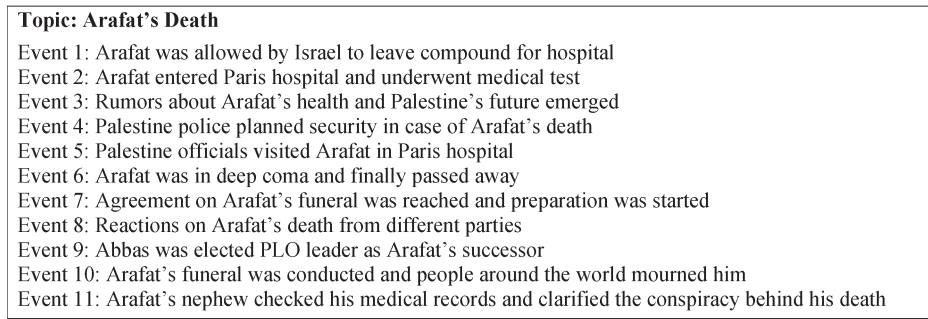 Topic: Arafat's Death
Event 1: Arafat was allowed by Israel to leave compound for hospital
Event 2: Arafat entered Paris hospital and underwent medical test
Event 3: Rumors about Arafat's health and Palestine's future emerged
Event 4: Palestine police planned security in case of Arafat's death
Event 5: Palestine officials visited Arafat in Paris hospital
Event 6: Arafat was in deep coma and finally passed away
Event 7: Agreement on Arafat's funeral was reached and preparation was started
Event 8: Reactions on Arafat's death from different parties
Event 9: Abbas was elected PLO leader as Arafat's successor
Event 10: Arafat's funeral was conducted and people around the world mourned him
Event 11: Arafat's nephew checked his medical records and clarified the conspiracy behind his death